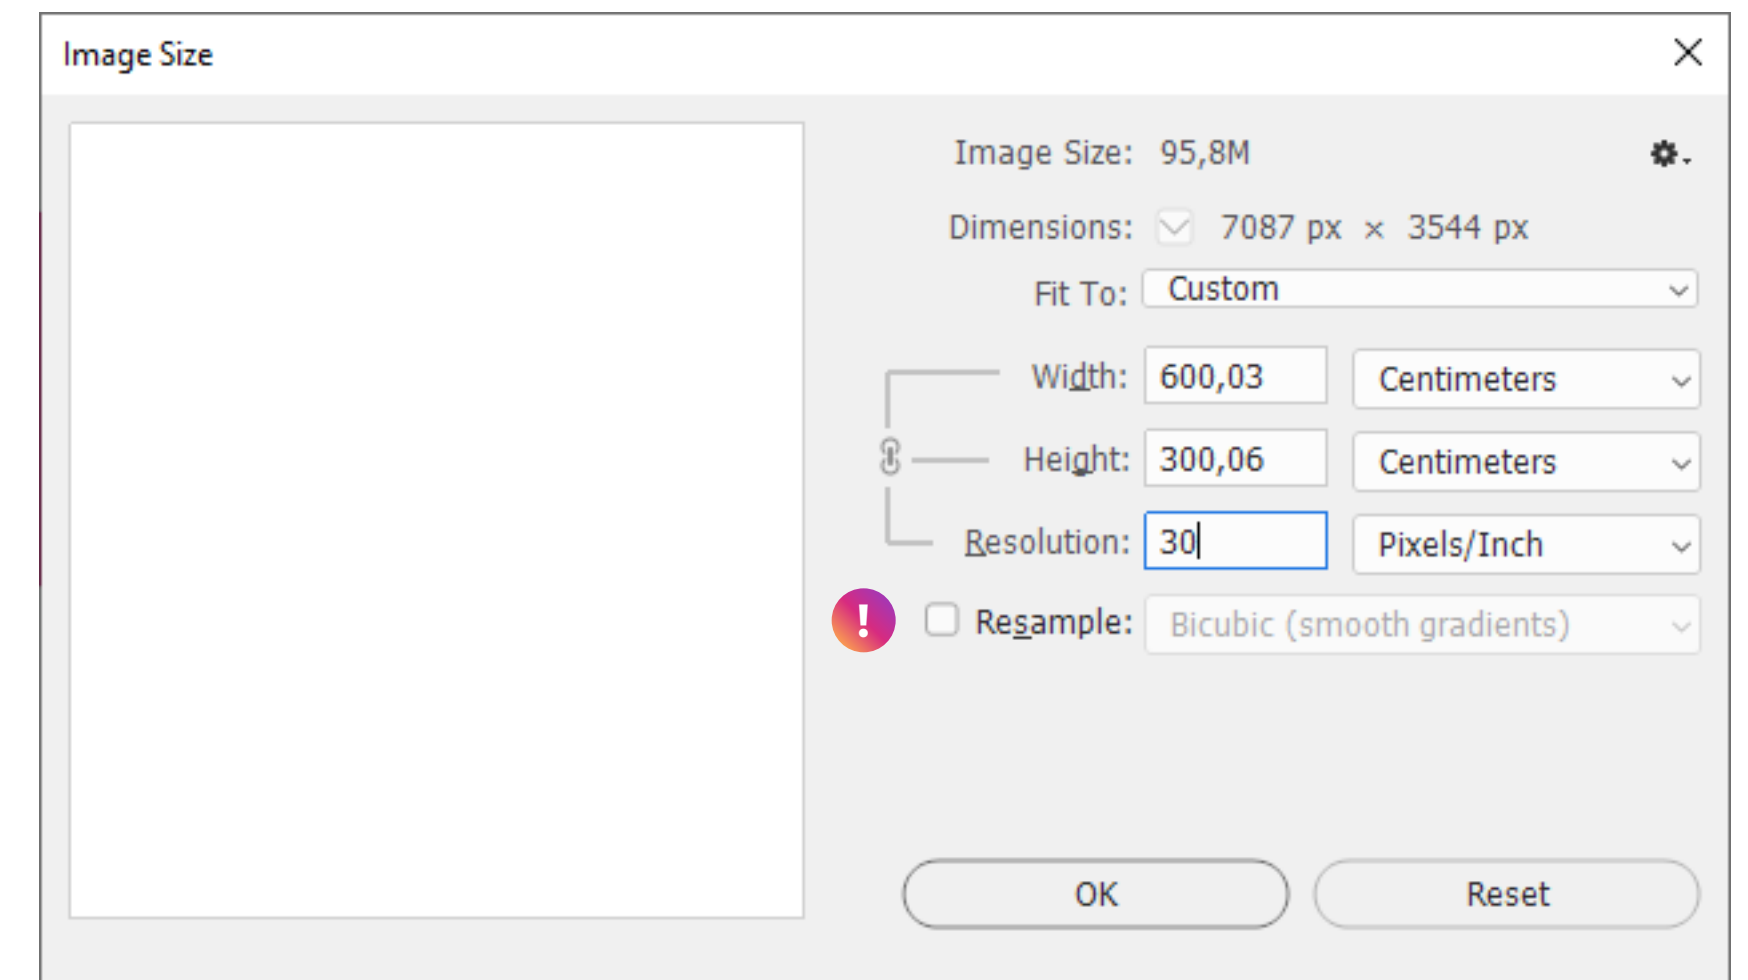 Image Size
Image Size: 95,8M
Dimensions: 7087 px × 3544 px
Fit To: Custom
Width: 600,03 Centimeters
Height: 300,06 Centimeters
Resolution: 30 Pixels/Inch
! Resample: Bicubic (smooth gradients)
OK Reset